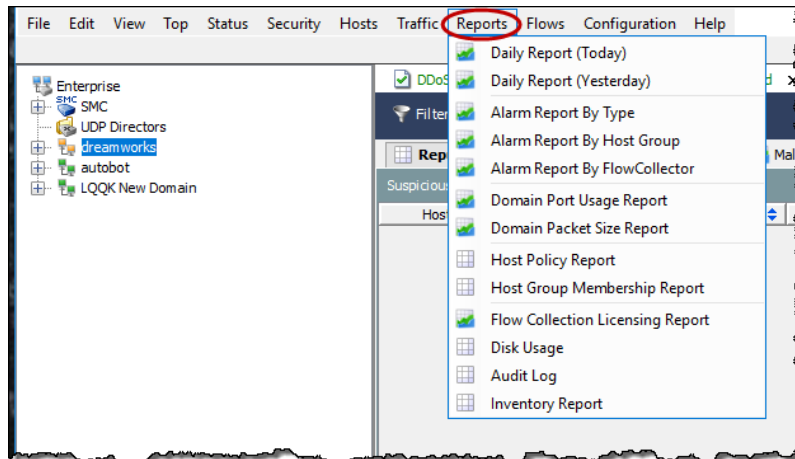 File Edit View Top Status Security Hosts Traffic Reports Flows Configuration Help
Enterprise
SMC
SMC
UDP Directors
dreamworks
autobot
LQQK New Domain
DDoS
Filter
Rep
Suspiciou
Host
Daily Report (Today)
Daily Report (Yesterday)
Alarm Report By Type
Alarm Report By Host Group
Alarm Report By FlowCollector
Domain Port Usage Report
Domain Packet Size Report
Host Policy Report
Host Group Membership Report
Flow Collection Licensing Report
Disk Usage
Audit Log
Inventory Report
d
Mal